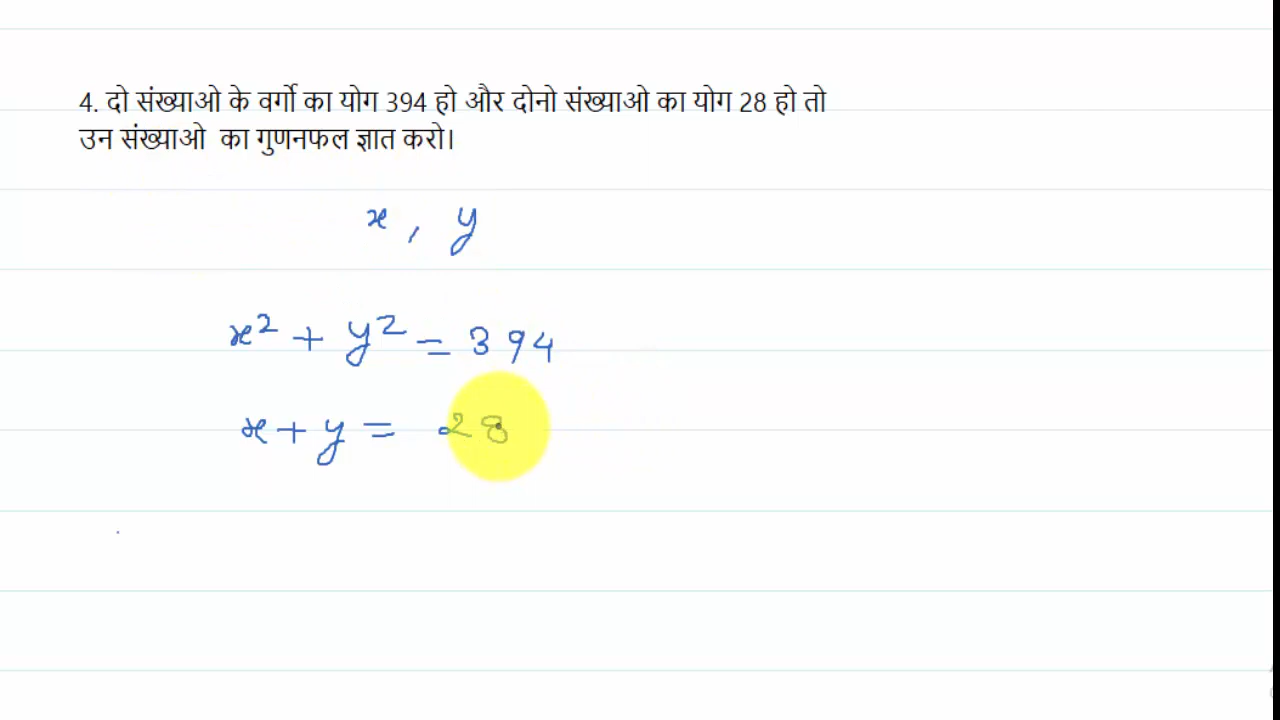 4. दो संख्याओ के वर्गो का योग 394 हो और दोनो संख्याओ का योग 28 हो तो
उन संख्याओ का गुणनफल ज्ञात करो।
x , y
x² + y² = 394
x + y = 28